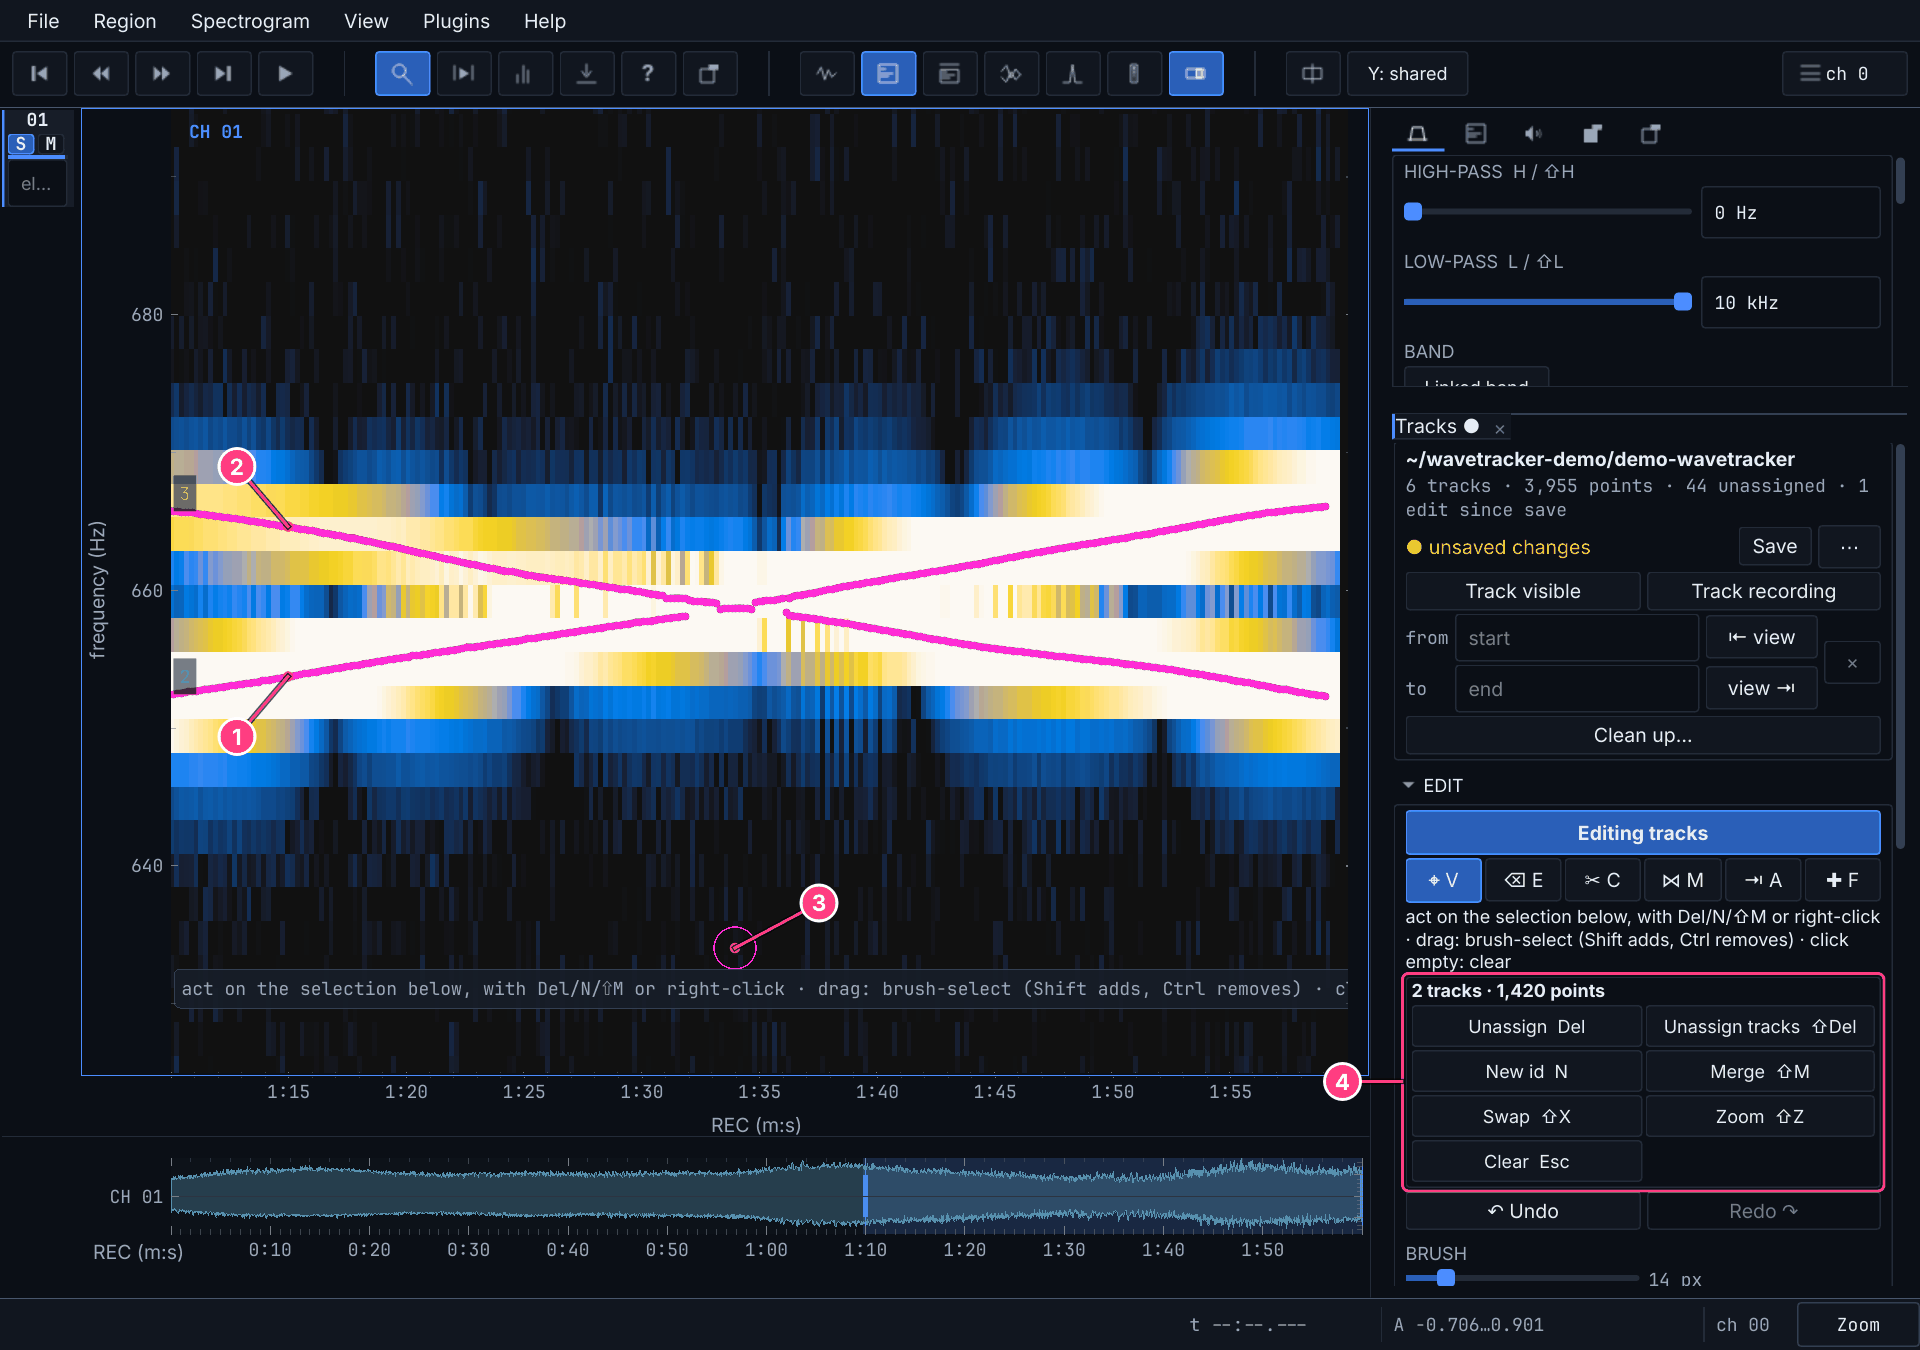 File Region Spectrogram View Plugins Help
? Y: shared ch 0
01
S M
el...
CH 01
680
660
640
frequency (Hz)
3
2
2
1
3
4
act on the selection below, with Del/N/⇧M or right-click · drag: brush-select (Shift adds, Ctrl removes) ·
1:15 1:20 1:25 1:30 1:35 1:40 1:45 1:50 1:55
REC (m:s)
CH 01
REC (m:s) 0:10 0:20 0:30 0:40 0:50 1:00 1:10 1:20 1:30 1:40 1:50
HIGH-PASS H / ⇧H
0 Hz
LOW-PASS L / ⇧L
10 kHz
BAND
Linked band
Tracks ● ×
~/wavetracker-demo/demo-wavetracker
6 tracks · 3,955 points · 44 unassigned · 1
edit since save
unsaved changes Save ...
Track visible Track recording
from start ⇤ view
×
to end view ⇥
Clean up...
EDIT
Editing tracks
⌖ V ⌫ E ✂ C ⋈ M ⇥ A ✚ F
act on the selection below, with Del/N/⇧M or right-click
· drag: brush-select (Shift adds, Ctrl removes) · click
empty: clear
2 tracks · 1,420 points
Unassign Del Unassign tracks ⇧Del
New id N Merge ⇧M
Swap ⇧X Zoom ⇧Z
Clear Esc
↶ Undo Redo ↷
BRUSH
14 px
t --:--.--- A -0.706…0.901 ch 00 Zoom